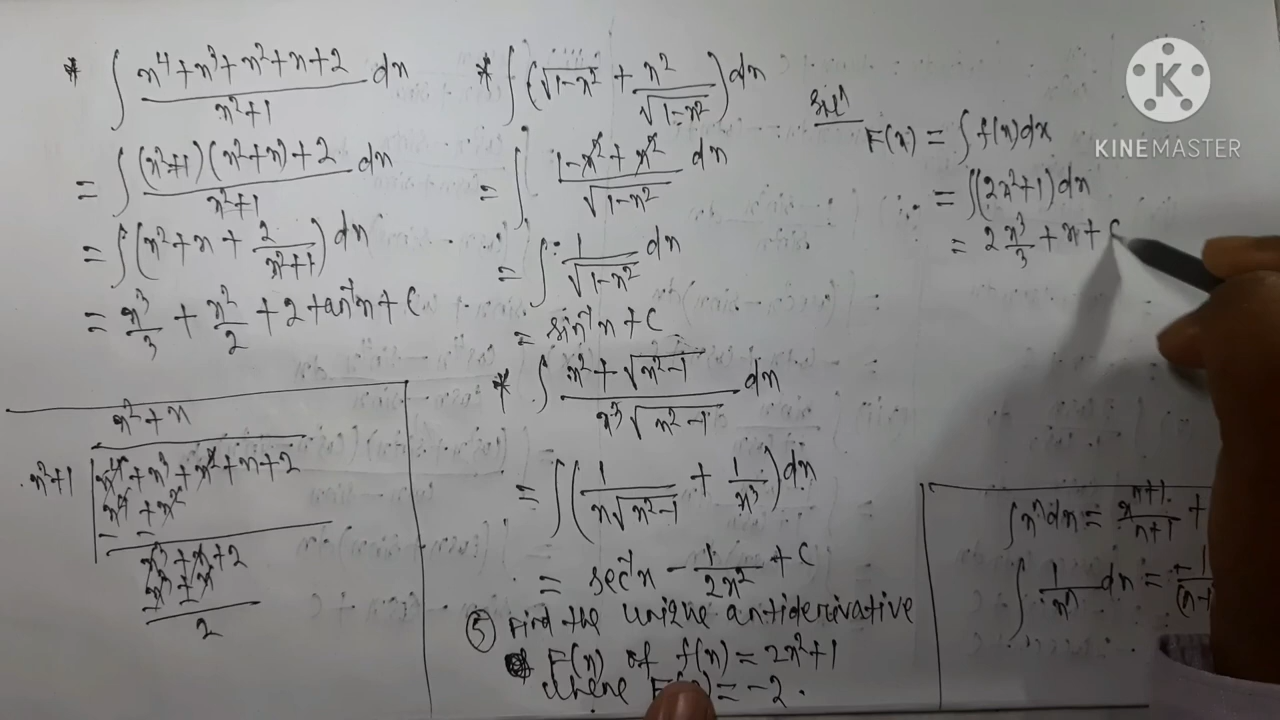 * ∫ x⁴+x³+x²+x+2 / x²+1 dx
= ∫ (x²+1)(x²+x)+2 / x²+1 dx
= ∫(x²+x+ 2/x²+1) dx
= x³/3 + x²/2 + 2tan⁻¹x+C
x²+x
x²+1 x⁴+x³+x²+x+2
x⁴+x²
x³+x+2
x³+x
2
* ∫(√1-x² + x²/√1-x²)dx
= ∫ 1-x²+x² / √1-x² dx
= ∫ 1/√1-x² dx
= sin⁻¹x+C
* ∫ x²+√x²-1 / x³√x²-1 dx
= ∫(1/x√x²-1 + 1/x³)dx
= sec⁻¹x - 1/2x² + C
⑤ Find the unique antiderivative
F(x) of f(x)=2x²+1
where =-2.
F(x) = ∫f(x)dx
= ∫(2x²+1)dx
= 2 x³/3 + x + C
∫xⁿdx = xⁿ⁺¹/n+1 +
∫ 1/xⁿ dx =
K
KINEMASTER